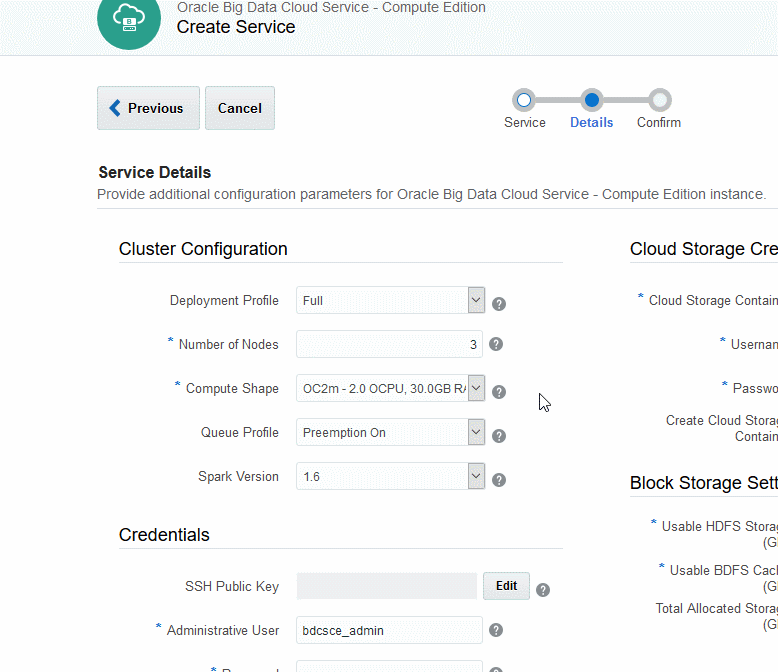 Oracle Big Data Cloud Service - Compute Edition
Create Service
Previous
Cancel
Service
Details
Confirm
Service Details
Provide additional configuration parameters for Oracle Big Data Cloud Service - Compute Edition instance.
Cluster Configuration
Deployment Profile Full
* Number of Nodes 3
* Compute Shape OC2m - 2.0 OCPU, 30.0GB RA
Queue Profile Preemption On
Spark Version 1.6
Credentials
SSH Public Key Edit
* Administrative User bdcsce_admin
Cloud Storage Cre
* Cloud Storage Contain
* Usernam
* Passwo
Create Cloud Storag
Contain
Block Storage Sett
* Usable HDFS Storag
(G
* Usable BDFS Cach
(G
Total Allocated Storag
(G